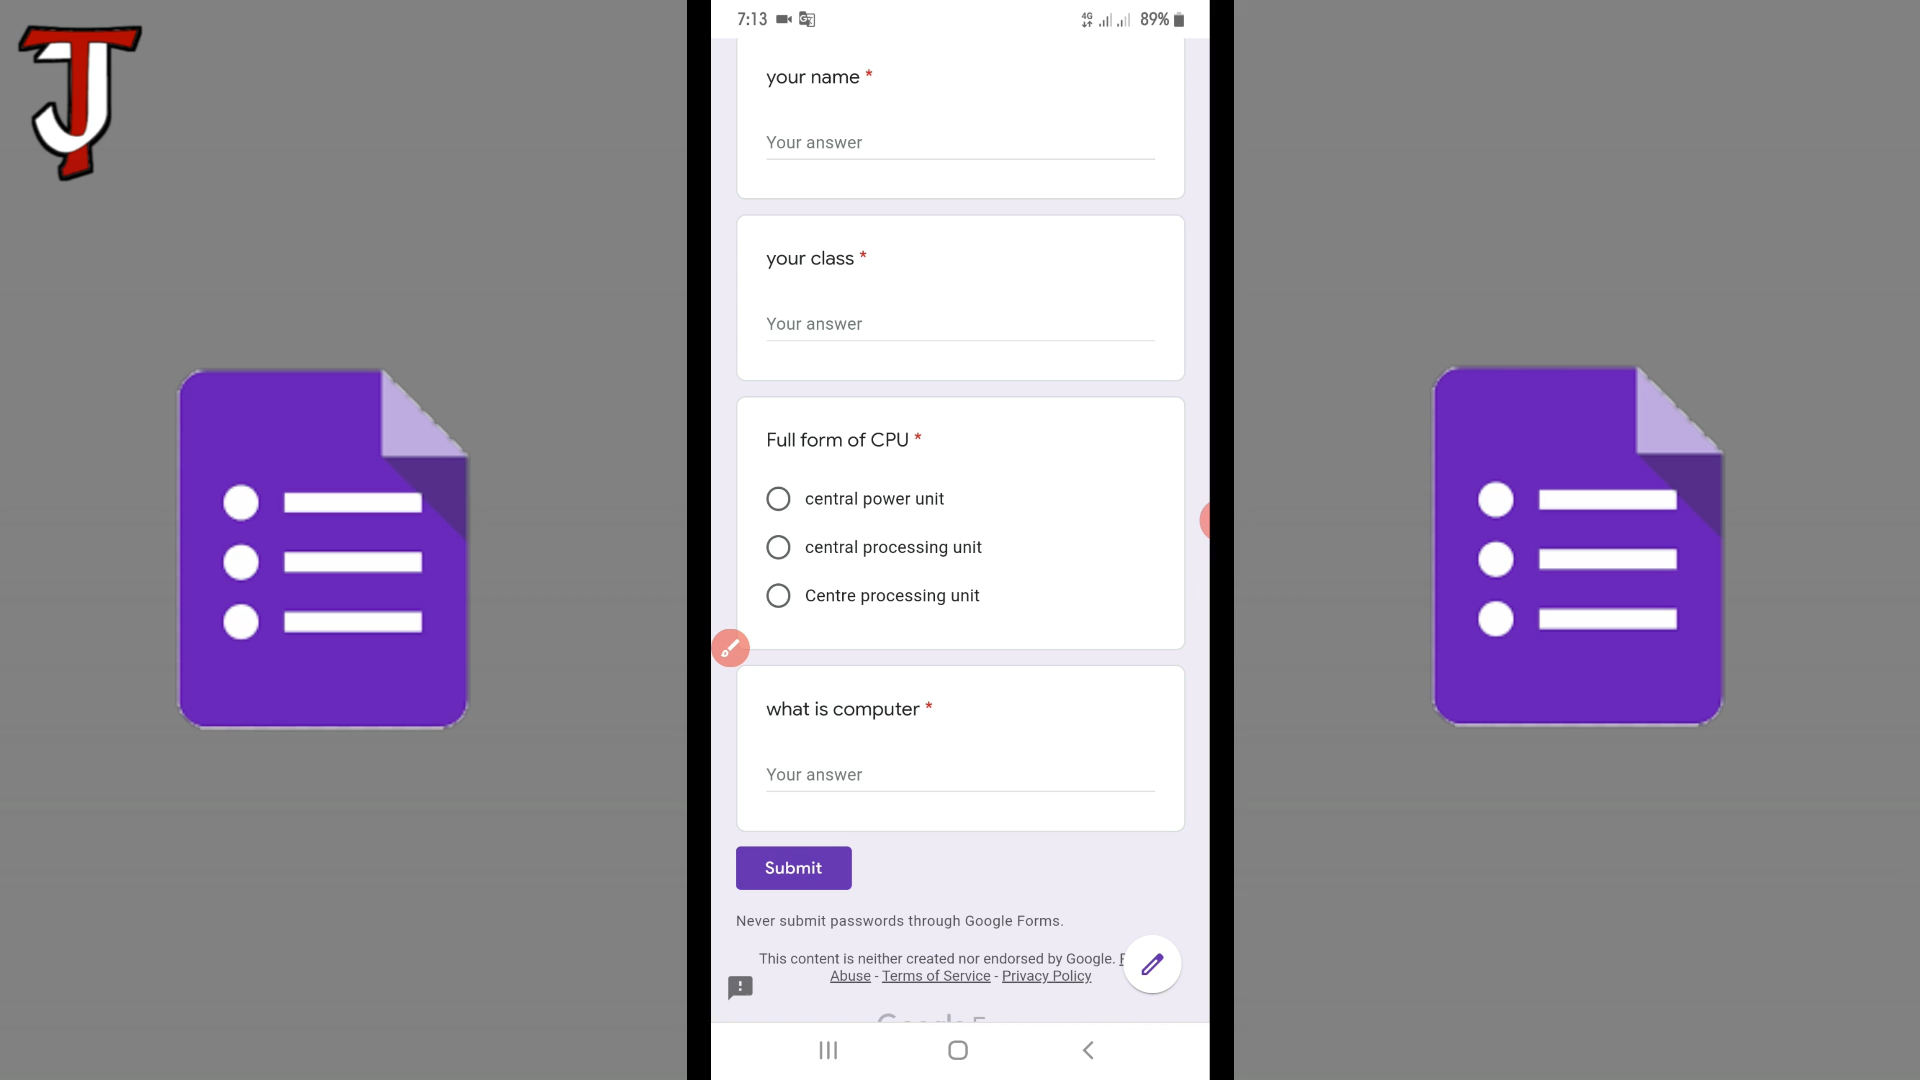 7:13
4G
89%
your name *
Your answer
your class *
Your answer
Full form of CPU *
central power unit
central processing unit
Centre processing unit
what is computer *
Your answer
Submit
Never submit passwords through Google Forms.
This content is neither created nor endorsed by Google.
Abuse - Terms of Service - Privacy Policy